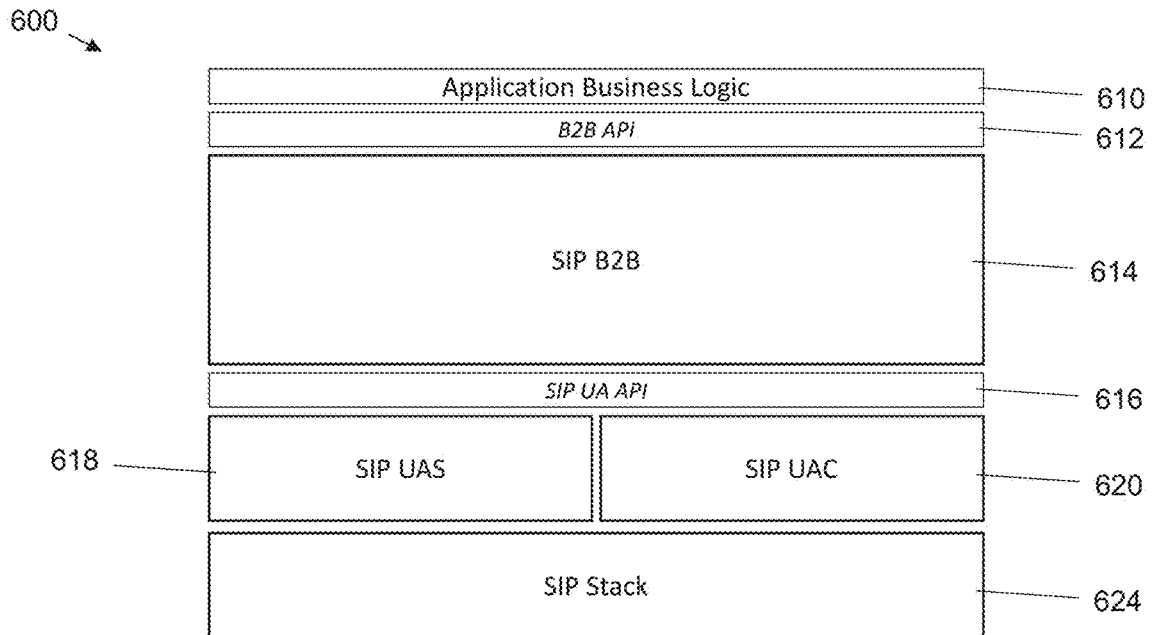 600
Application Business Logic
610
B2B API
612
SIP B2B
614
SIP UA API
616
618
SIP UAS
SIP UAC
620
SIP Stack
624